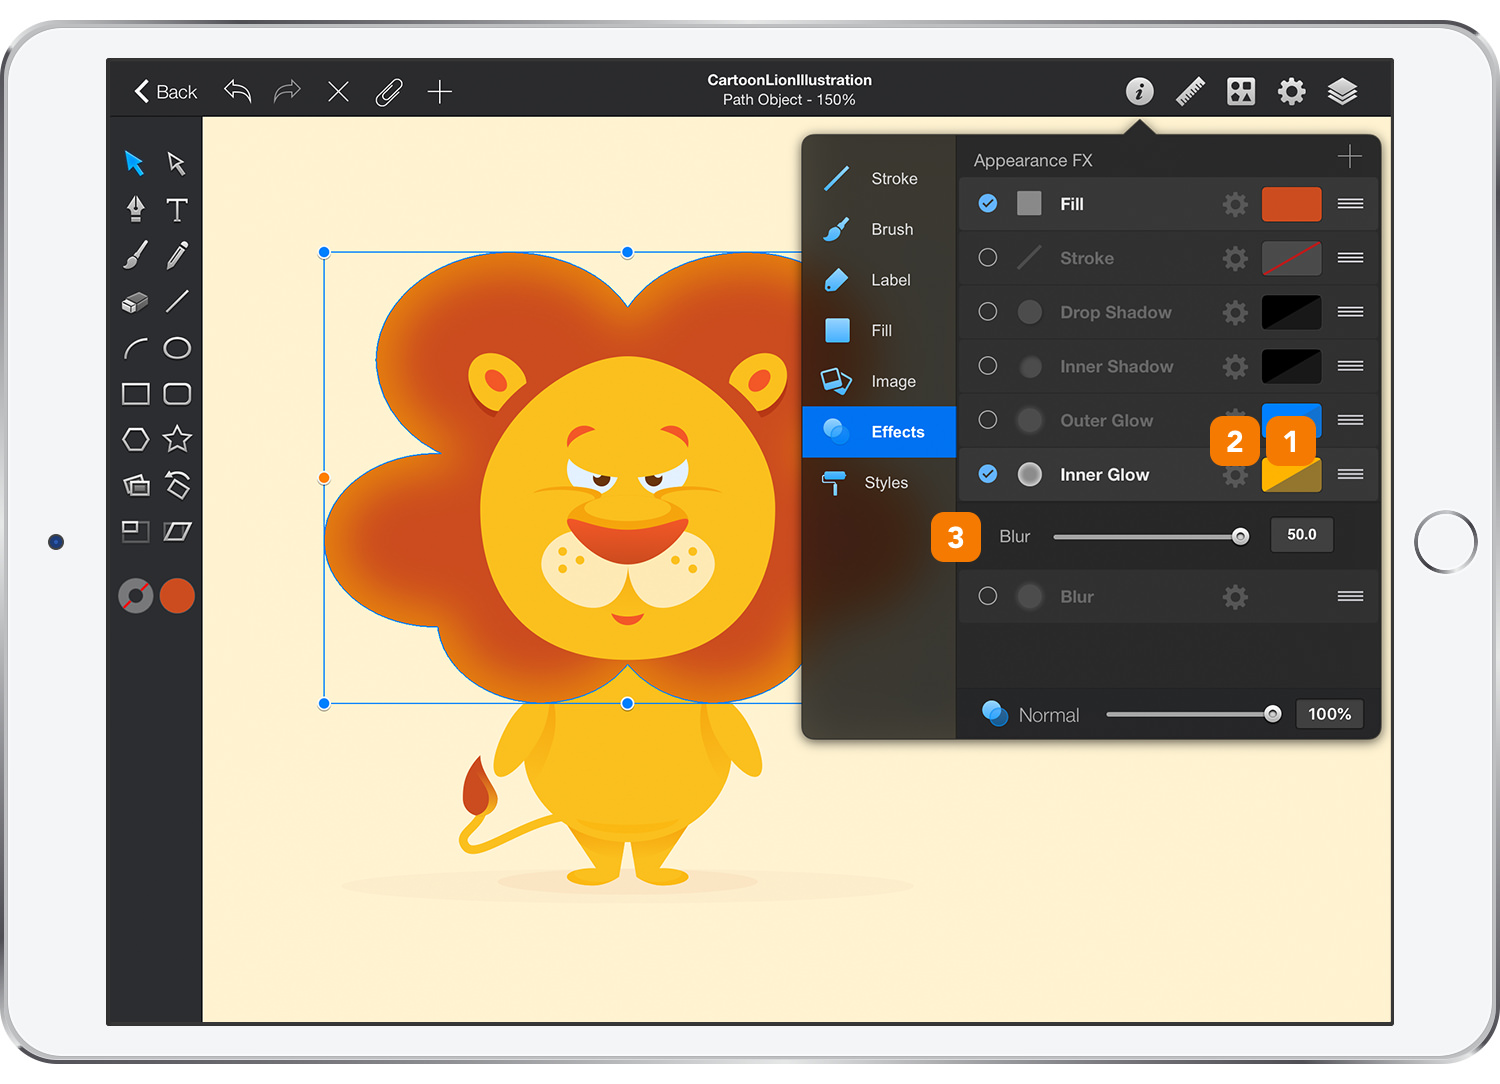 Back
CartoonLionIllustration
Path Object - 150%
i
T
Stroke
Brush
Label
Fill
Image
Effects
Styles
Appearance FX
Fill
Stroke
Drop Shadow
Inner Shadow
Outer Glow
2
1
Inner Glow
3
Blur
50.0
Blur
Normal
100%